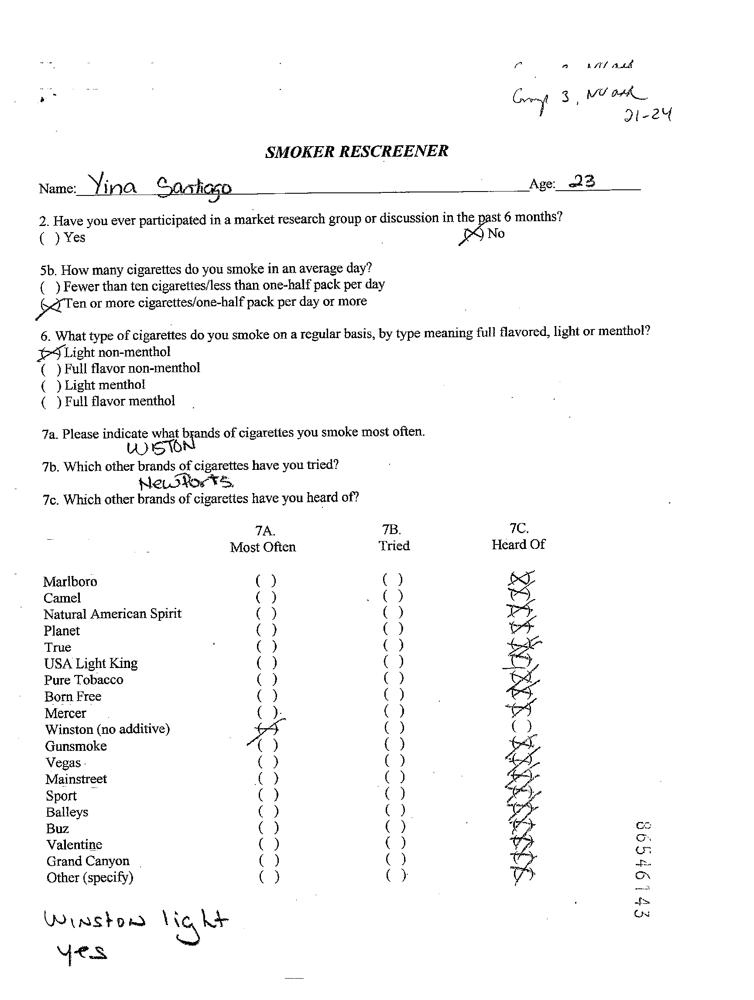 Group 3, NVark
21-24
SMOKER RESCREENER
Name: Yina Santiago Age: 23
2. Have you ever participated in a market research group or discussion in the past 6 months?
( ) Yes (X) No
5b. How many cigarettes do you smoke in an average day?
( ) Fewer than ten cigarettes/less than one-half pack per day
(X) Ten or more cigarettes/one-half pack per day or more
6. What type of cigarettes do you smoke on a regular basis, by type meaning full flavored, light or menthol?
(X) Light non-menthol
( ) Full flavor non-menthol
( ) Light menthol
( ) Full flavor menthol
7a. Please indicate what brands of cigarettes you smoke most often.
WISTON
7b. Which other brands of cigarettes have you tried?
NewPorts.
7c. Which other brands of cigarettes have you heard of?
7A. 7B. 7C.
Most Often Tried Heard Of
Marlboro ( ) ( ) (X)
Camel ( ) ( ) (X)
Natural American Spirit ( ) ( ) (X)
Planet ( ) ( ) (X)
True ( ) ( ) (X)
USA Light King ( ) ( ) (X)
Pure Tobacco ( ) ( ) (X)
Born Free ( ) ( ) (X)
Mercer ( ) ( ) (X)
Winston (no additive) (X) ( ) ( )
Gunsmoke ( ) ( ) (X)
Vegas ( ) ( ) (X)
Mainstreet ( ) ( ) (X)
Sport ( ) ( ) (X)
Balleys ( ) ( ) (X)
Buz ( ) ( ) (X)
Valentine ( ) ( ) (X)
Grand Canyon ( ) ( ) (X)
Other (specify) ( ) ( ) (X)
Winston light
yes
86546143